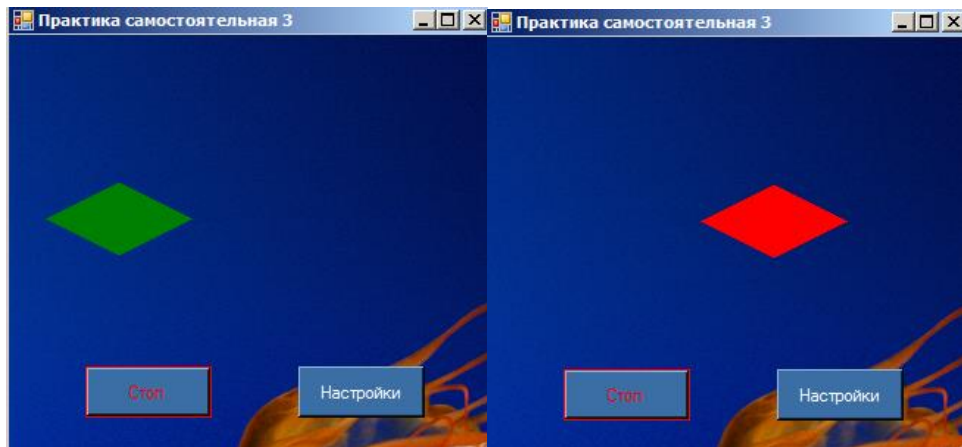 Практика самостоятельная 3
Практика самостоятельная 3
Стоп
Настройки
Стоп
Настройки